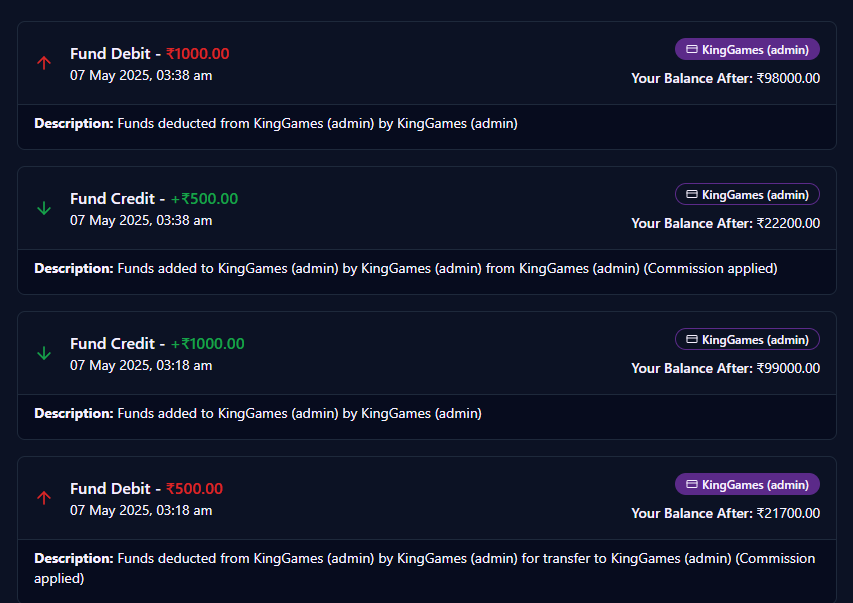 Fund Debit - ₹1000.00
KingGames (admin)
07 May 2025, 03:38 am
Your Balance After: ₹98000.00
Description: Funds deducted from KingGames (admin) by KingGames (admin)
Fund Credit - +₹500.00
KingGames (admin)
07 May 2025, 03:38 am
Your Balance After: ₹22200.00
Description: Funds added to KingGames (admin) by KingGames (admin) from KingGames (admin) (Commission applied)
Fund Credit - +₹1000.00
KingGames (admin)
07 May 2025, 03:18 am
Your Balance After: ₹99000.00
Description: Funds added to KingGames (admin) by KingGames (admin)
Fund Debit - ₹500.00
KingGames (admin)
07 May 2025, 03:18 am
Your Balance After: ₹21700.00
Description: Funds deducted from KingGames (admin) by KingGames (admin) for transfer to KingGames (admin) (Commission
applied)